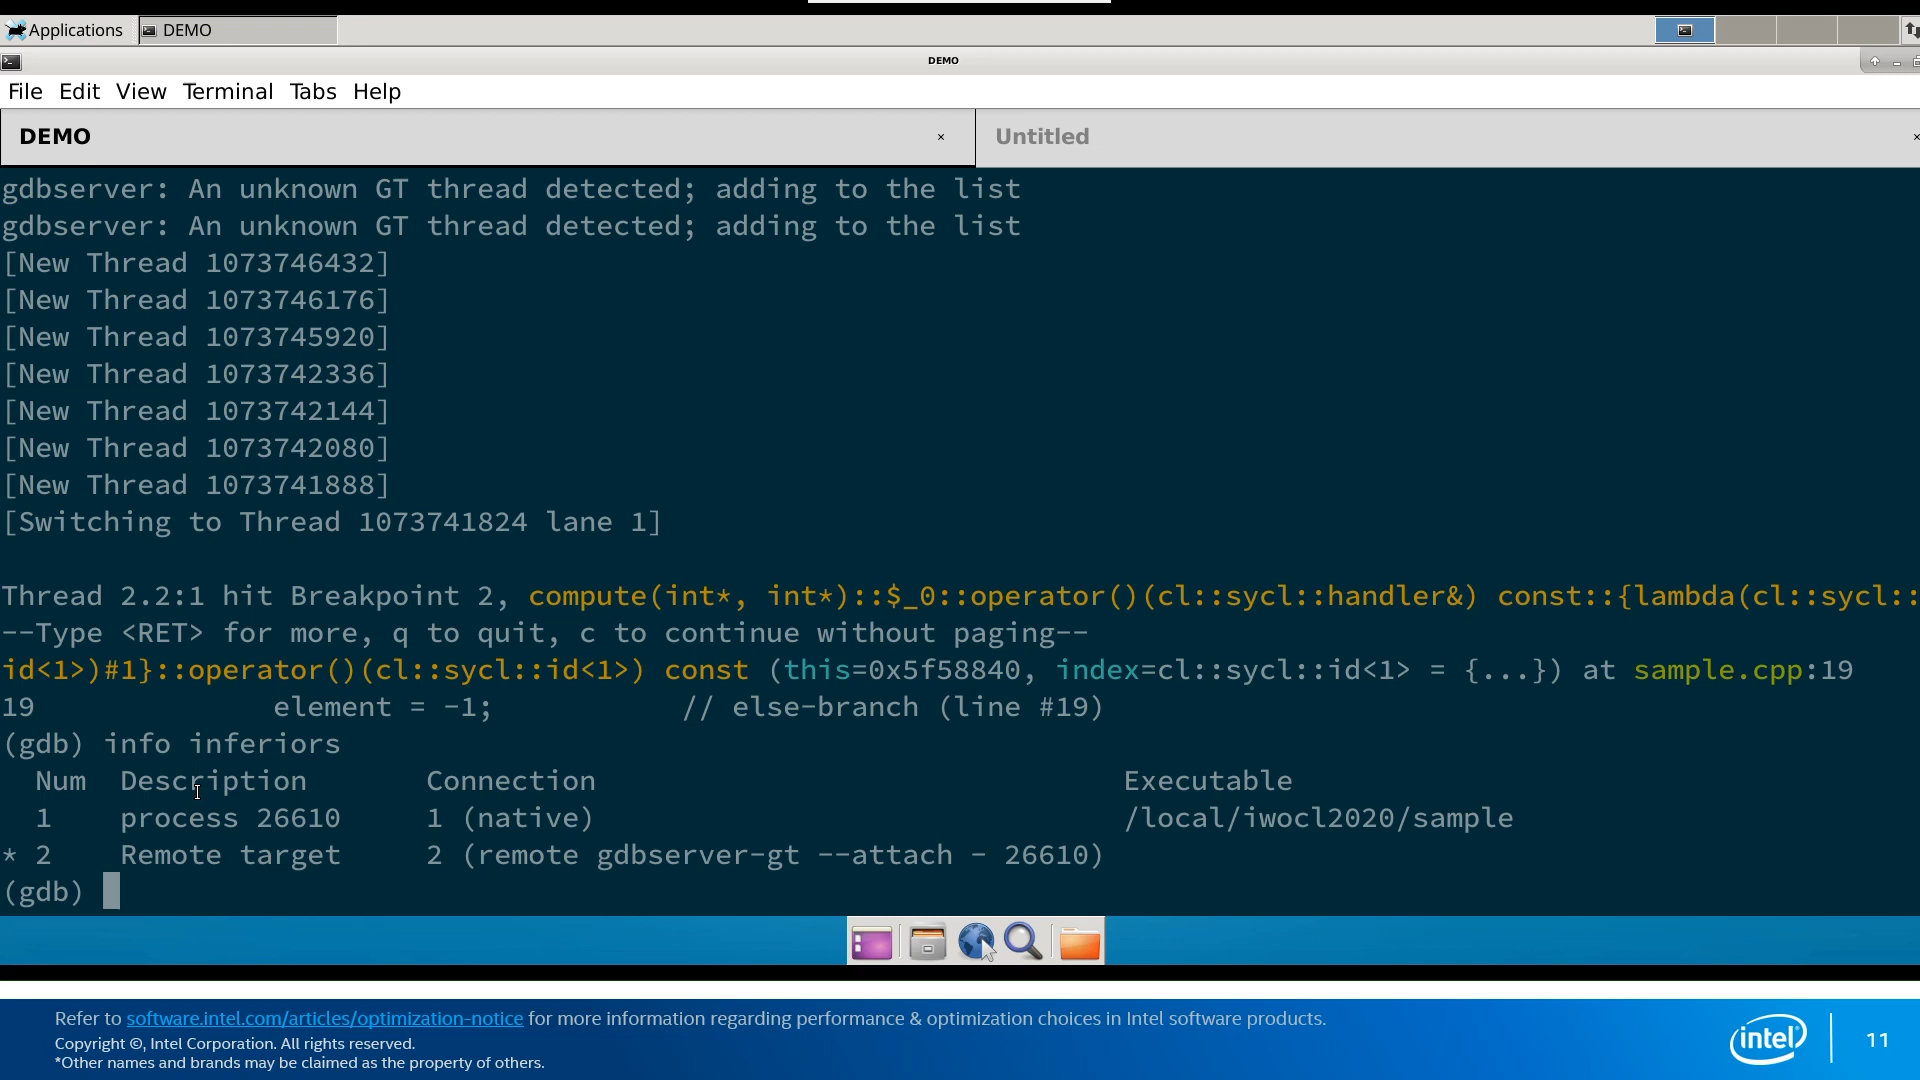 Applications DEMO
DEMO
File Edit View Terminal Tabs Help
DEMO × Untitled ×
gdbserver: An unknown GT thread detected; adding to the list
gdbserver: An unknown GT thread detected; adding to the list
[New Thread 1073746432]
[New Thread 1073746176]
[New Thread 1073745920]
[New Thread 1073742336]
[New Thread 1073742144]
[New Thread 1073742080]
[New Thread 1073741888]
[Switching to Thread 1073741824 lane 1]
Thread 2.2:1 hit Breakpoint 2, compute(int*, int*)::$_0::operator()(cl::sycl::handler&) const::{lambda(cl::sycl::
--Type <RET> for more, q to quit, c to continue without paging--
id<1>)#1}::operator()(cl::sycl::id<1>) const (this=0x5f58840, index=cl::sycl::id<1> = {...}) at sample.cpp:19
19 element = -1; // else-branch (line #19)
(gdb) info inferiors
Num Description Connection Executable
1 process 26610 1 (native) /local/iwocl2020/sample
* 2 Remote target 2 (remote gdbserver-gt --attach - 26610)
(gdb)
Refer to software.intel.com/articles/optimization-notice for more information regarding performance & optimization choices in Intel software products.
Copyright ©, Intel Corporation. All rights reserved.
*Other names and brands may be claimed as the property of others.
intel 11